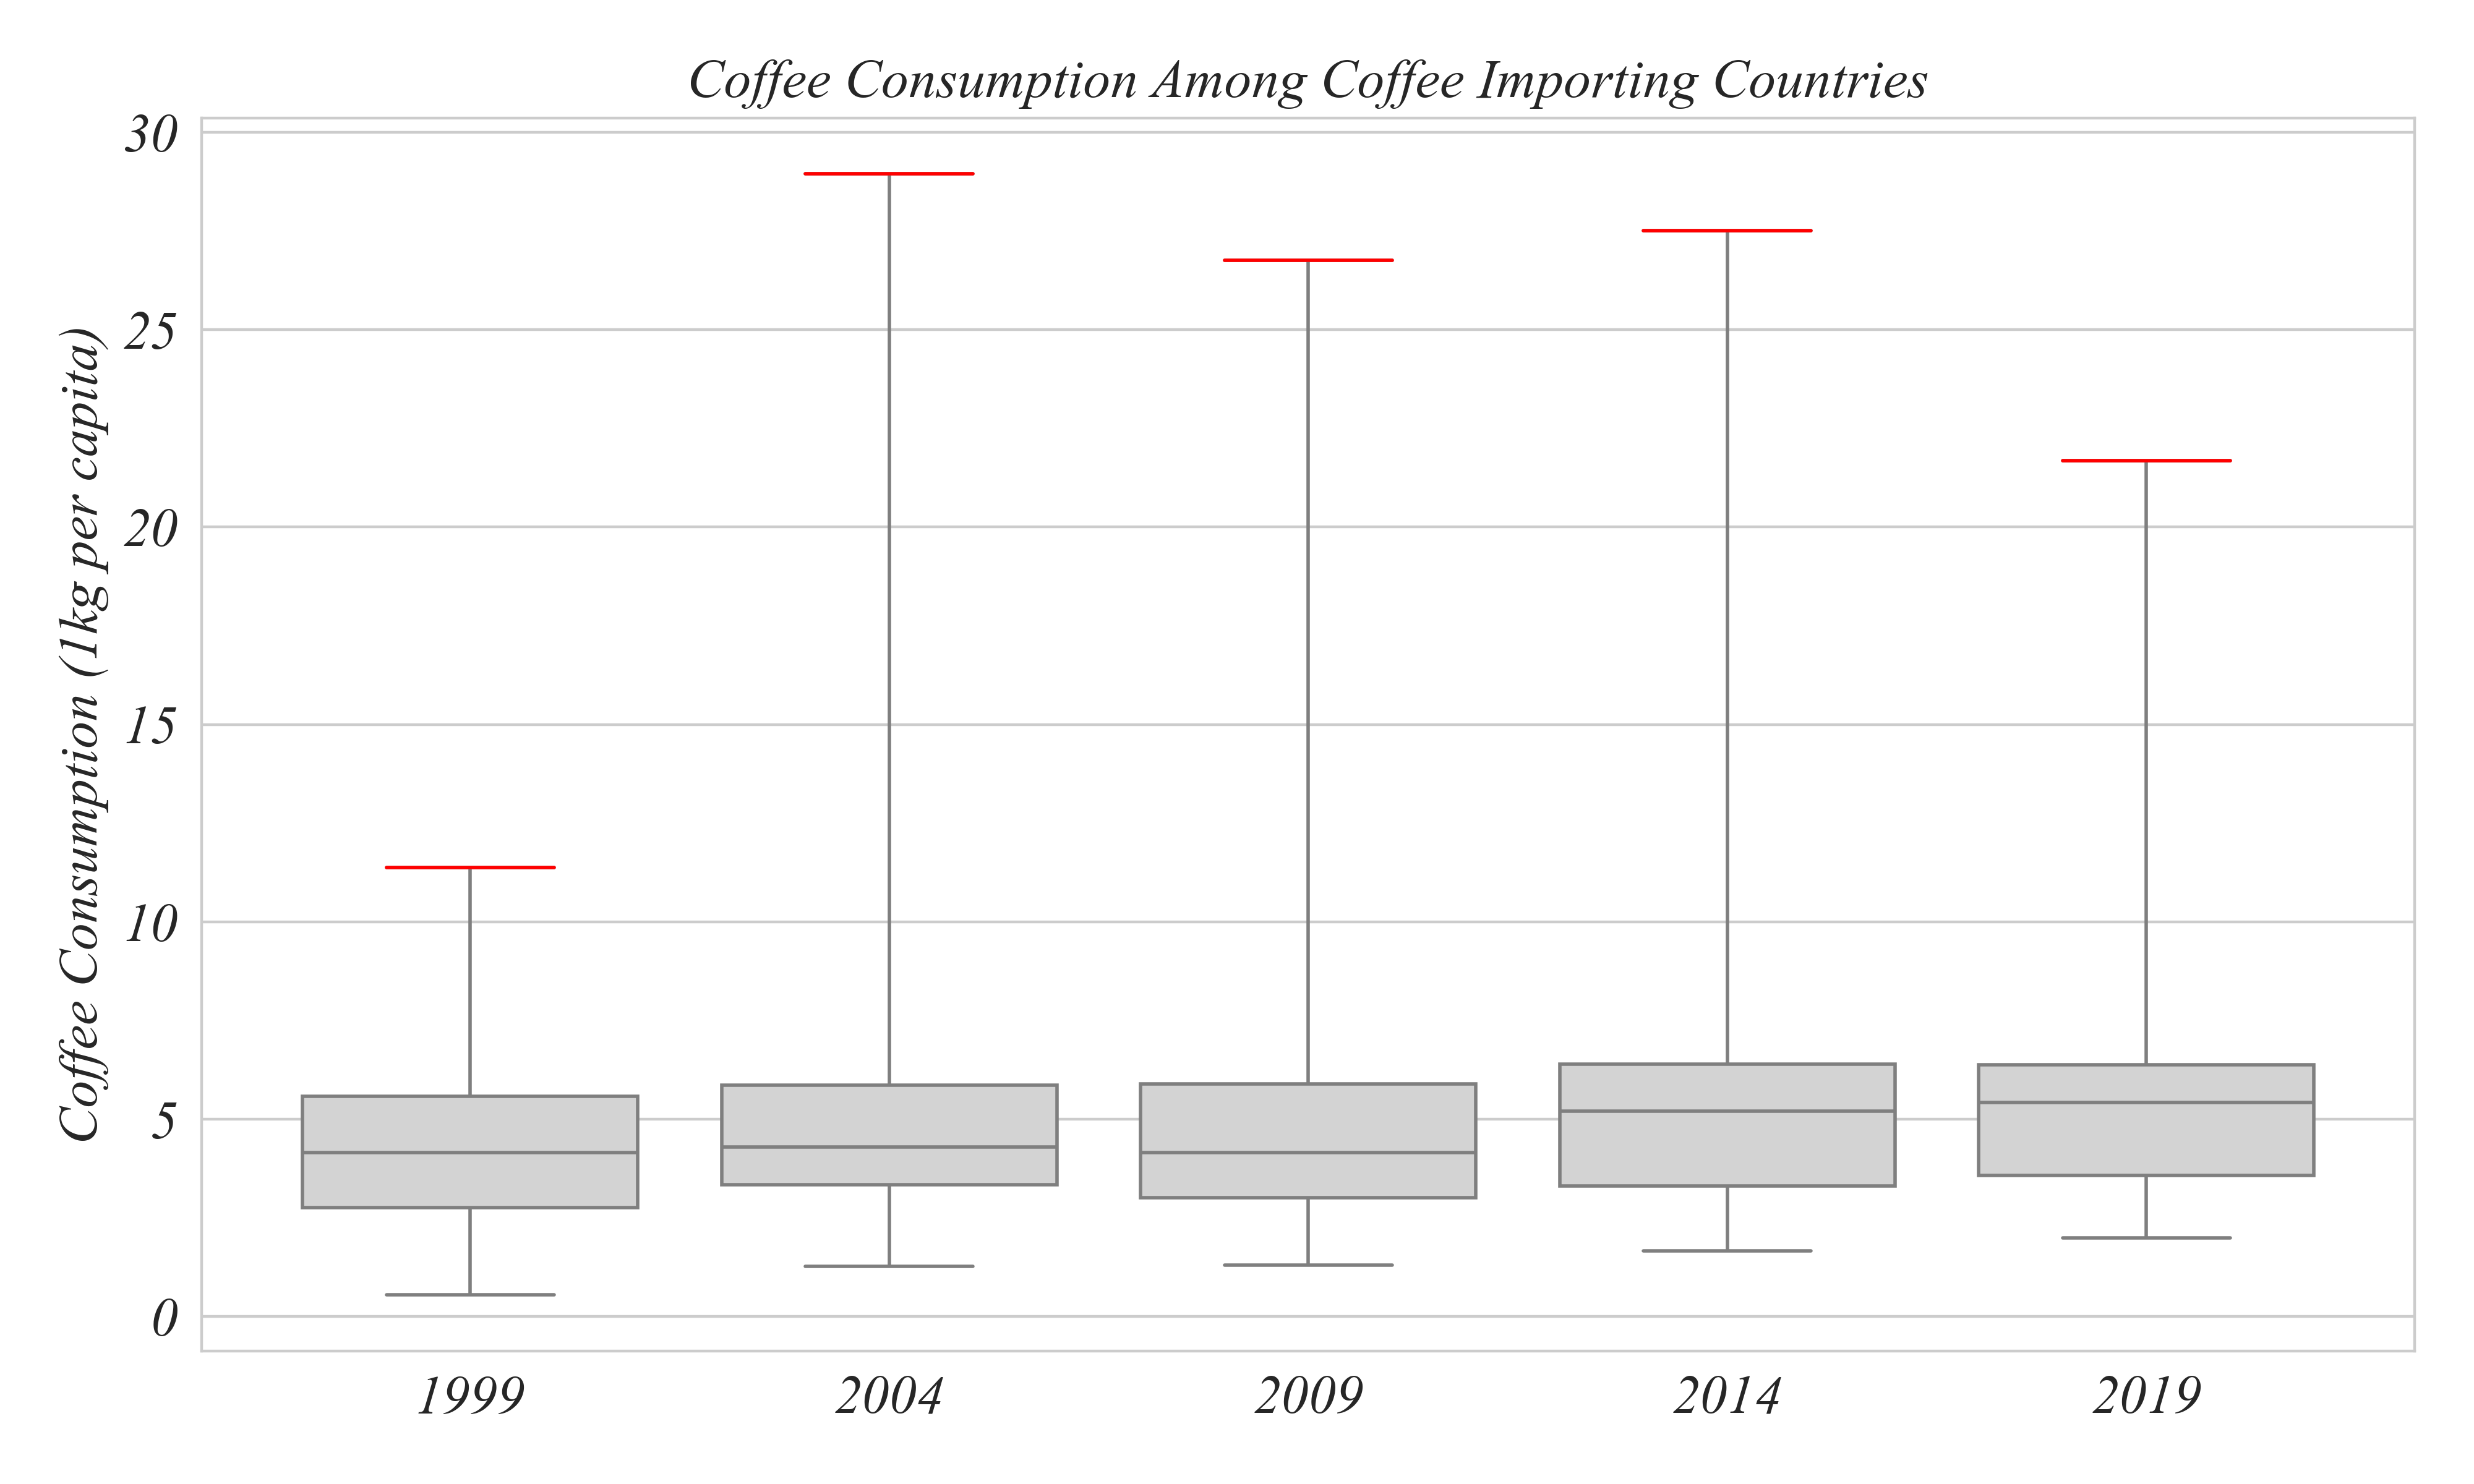 Coffee Consumption Among Coffee Importing Countries
Coffee Consumption (1kg per capita)
30
25
20
15
10
5
0
1999 2004 2009 2014 2019